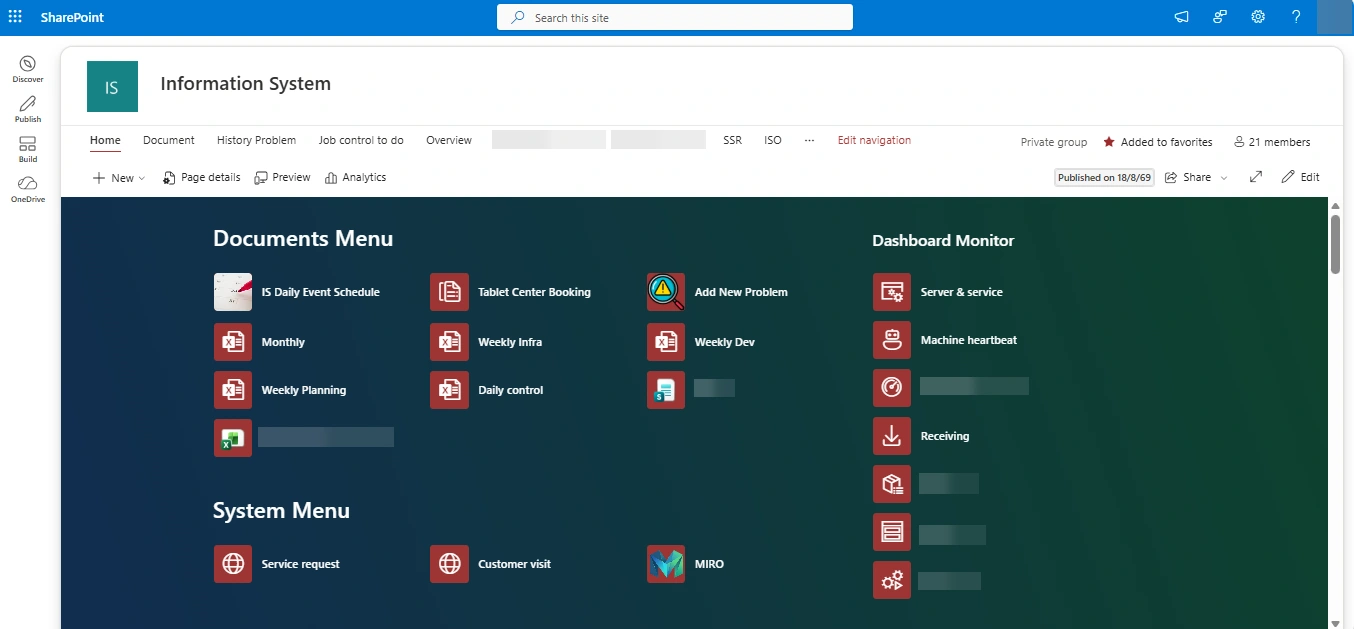 SharePoint
Search this site
?
Discover
Publish
Build
OneDrive
IS
Information System
Home Document History Problem Job control to do Overview SSR ISO ··· Edit navigation
Private group Added to favorites 21 members
New Page details Preview Analytics
Published on 18/8/69 Share Edit
Documents Menu
IS Daily Event Schedule Tablet Center Booking Add New Problem
Monthly Weekly Infra Weekly Dev
Weekly Planning Daily control
System Menu
Service request Customer visit MIRO
Dashboard Monitor
Server & service
Machine heartbeat
Receiving